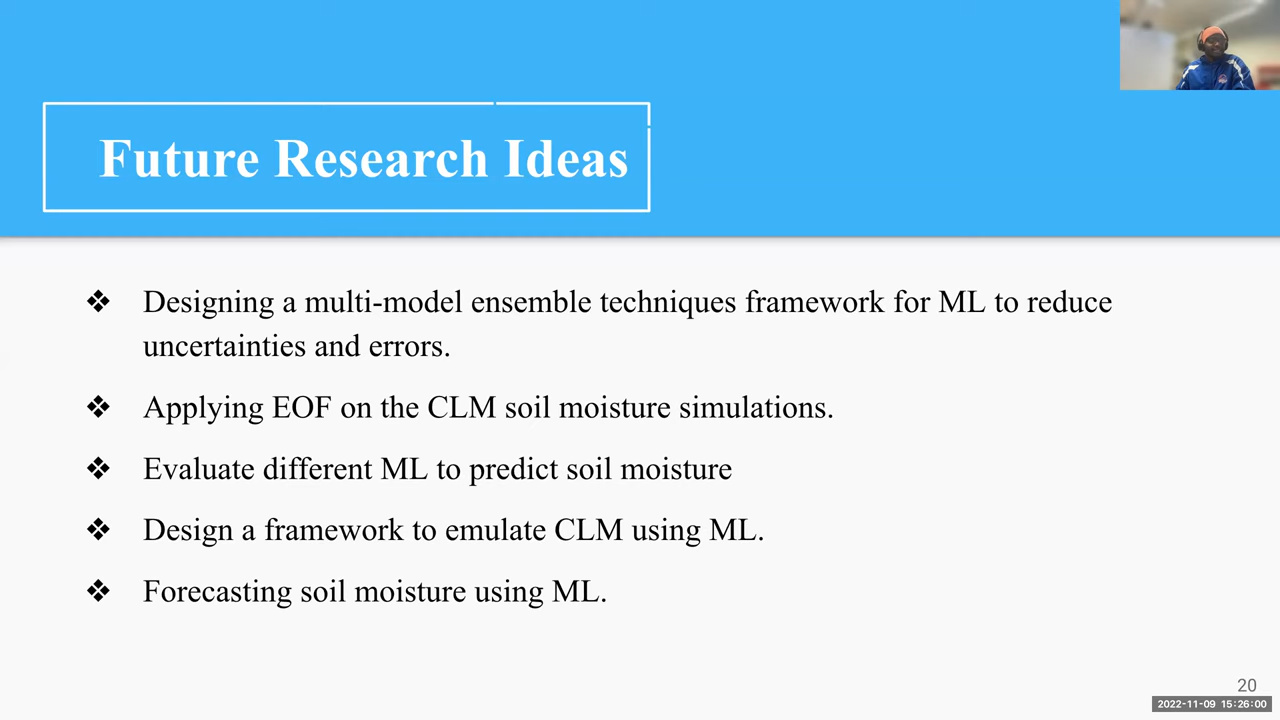 Future Research Ideas
❖ Designing a multi-model ensemble techniques framework for ML to reduce
uncertainties and errors.
❖ Applying EOF on the CLM soil moisture simulations.
❖ Evaluate different ML to predict soil moisture
❖ Design a framework to emulate CLM using ML.
❖ Forecasting soil moisture using ML.
20
2022-11-09 15:26:00